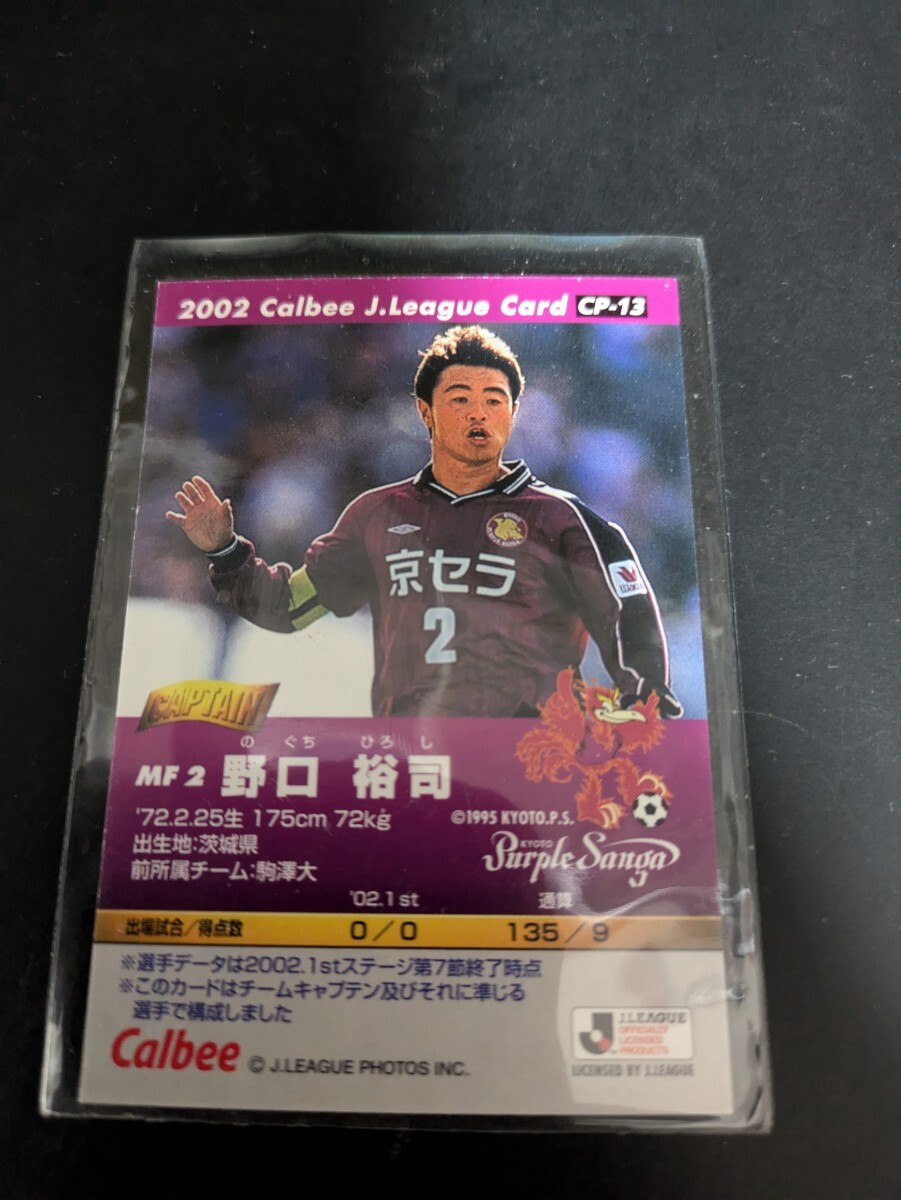 2002 Calbee J.League Card CP-13
京セラ
2
CAPTAIN
の ぐち ひろ し
MF 2 野口 裕司
'72.2.25生 175cm 72kg
出生地:茨城県
前所属チーム:駒澤大
©1995 KYOTO.P.S.
KYOTO
Purple Sanga
'02.1st 通算
出場試合/得点数 0/0 135/9
※選手データは2002.1stステージ第7節終了時点
※このカードはチームキャプテン及びそれに準じる
選手で構成しました
Calbee © J.LEAGUE PHOTOS INC.
J.LEAGUE
OFFICIALLY
LICENSED
PRODUCTS
LICENSED BY J.LEAGUE